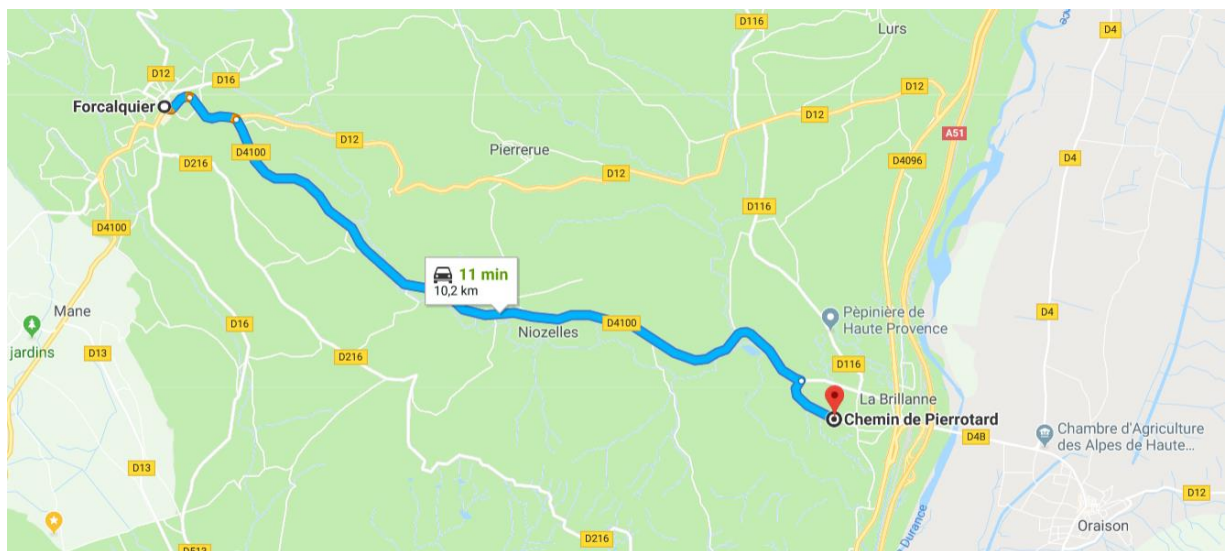 D116
D4
Lurs
D12
D16
D12
Forcalquier
D12
A51
D12
D4100
D216
Pierrerue
D12
D4096
D4
D116
D4100
11 min
10,2 km
Mane
jardins
D16
D4100
Niozelles
Pèpinière de
Haute Provence
D4
D13
D216
D116
La Brillanne
Chemin de Pierrotard
D4B
Chambre d'Agriculture
des Alpes de Haute...
D13
D12
Oraison
D216
Durance
D513